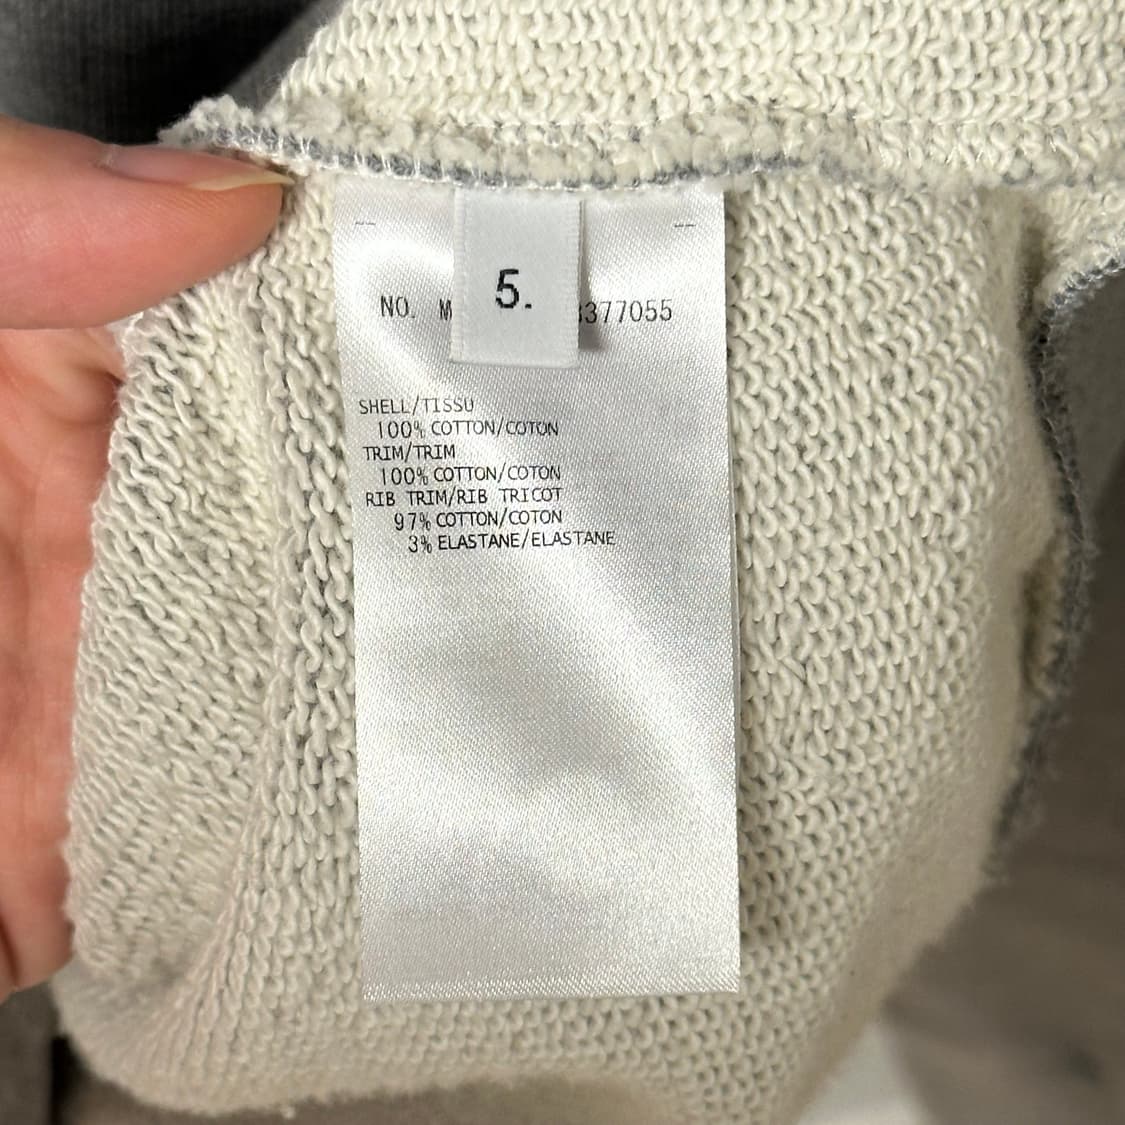 5.
NO. M 377055
SHELL/TISSU
100% COTTON/COTON
TRIM/TRIM
100% COTTON/COTON
RIB TRIM/RIB TRICOT
97% COTTON/COTON
3% ELASTANE/ELASTANE